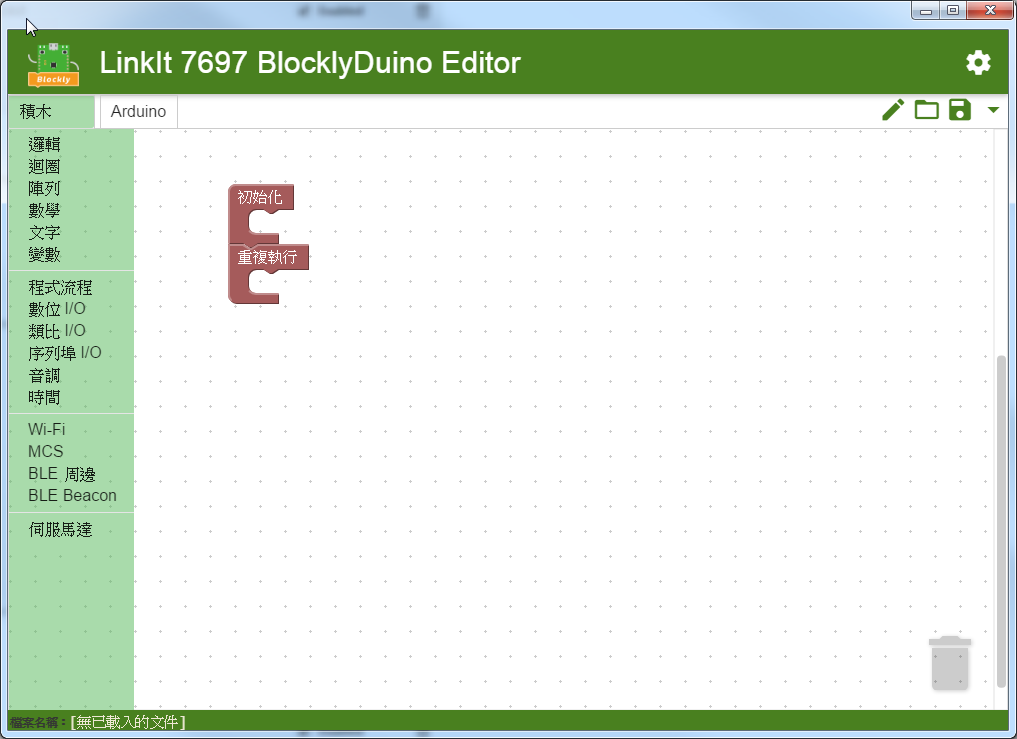 Enabled
Blockly
LinkIt 7697 BlocklyDuino Editor
積木
Arduino
邏輯
迴圈
陣列
數學
文字
變數
程式流程
數位 I/O
類比 I/O
序列埠 I/O
音調
時間
Wi-Fi
MCS
BLE 周邊
BLE Beacon
伺服馬達
初始化
重複執行
檔案名稱：[無已載入的文件]